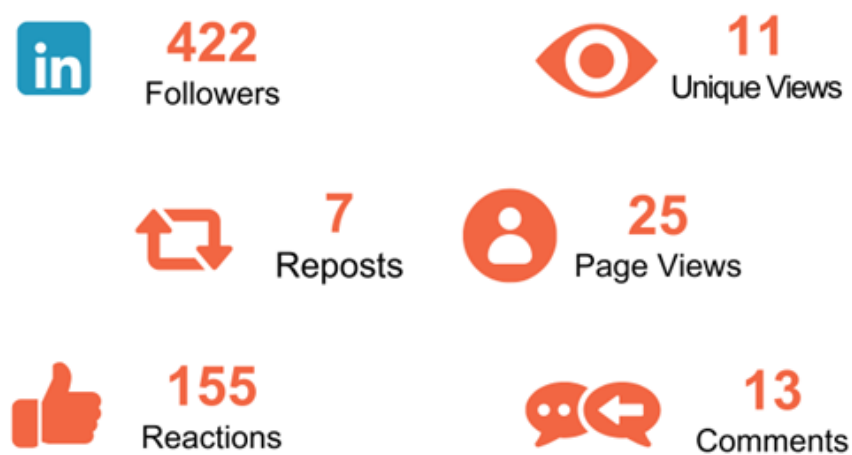 in
422
Followers
11
Unique Views
7
Reposts
25
Page Views
155
Reactions
13
Comments